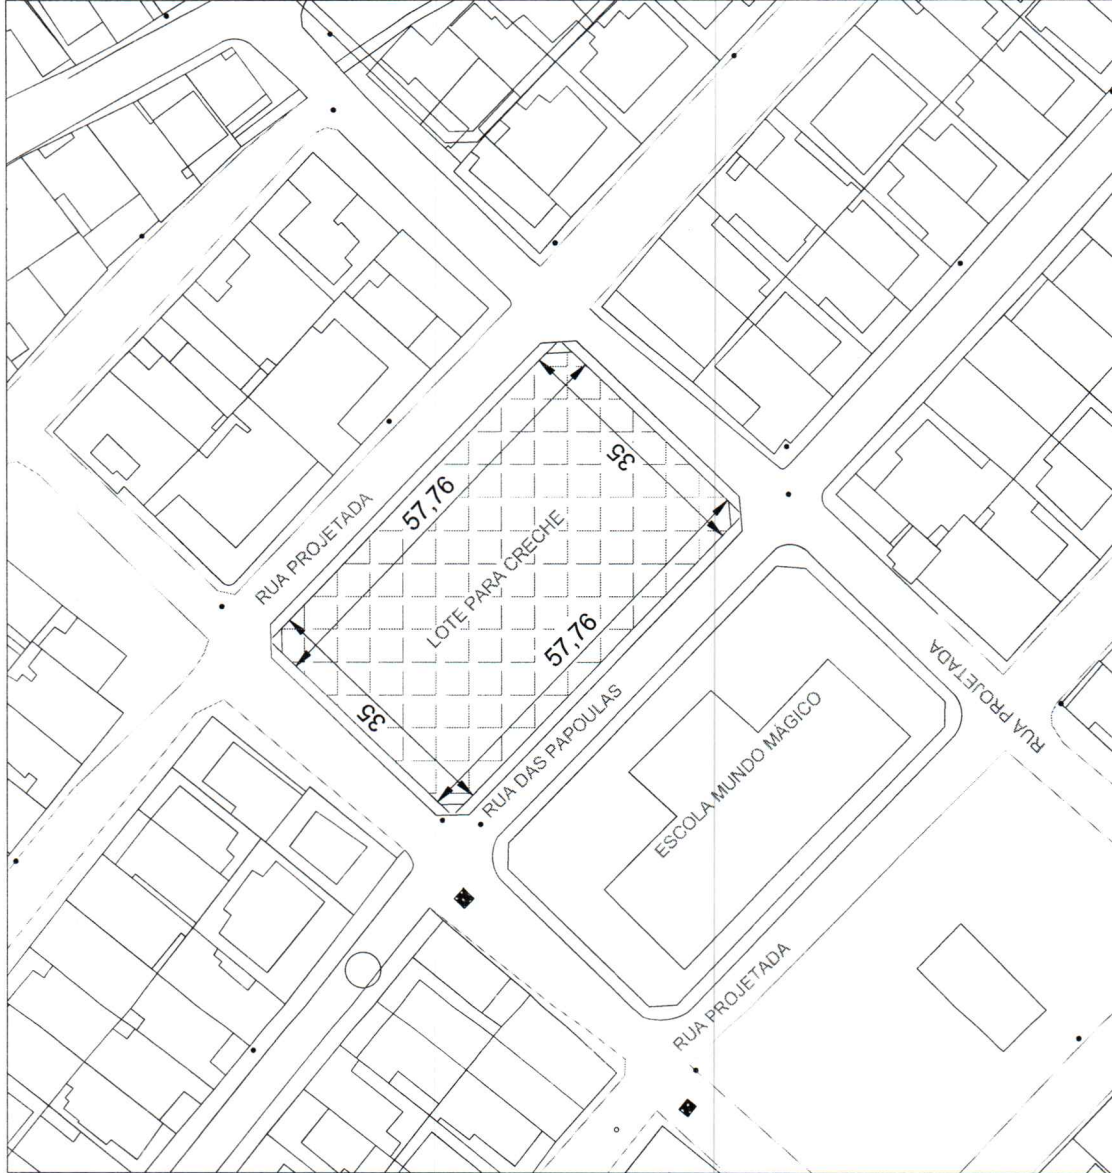 RUA PROJETADA
57,76
35
LOTE PARA CRECHE
57,76
35
RUA DAS PAPOULAS
RUA PROJETADA
ESCOLA MUNDO MÁGICO
RUA PROJETADA